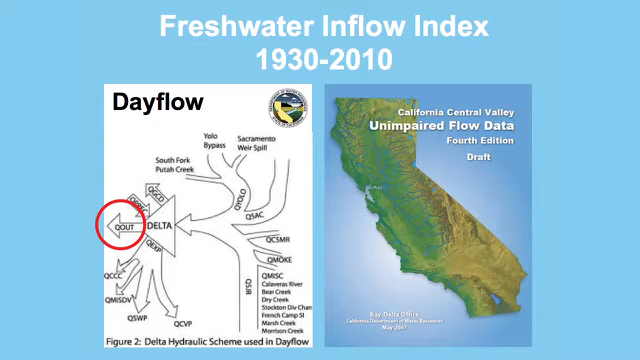 Freshwater Inflow Index
1930-2010
Dayflow
Yolo
Bypass
Sacramento
Weir Spill
South Fork
Putah Creek
QGCD
QYOLO
QSAC
QOUT
DELTA
QCSMR
QEXP
QMOKE
QCCC
QMISC
Calaveras River
Bear Creek
Dry Creek
Stockton Div Chan
French Camp Sl
Marsh Creek
Morrison Creek
QSJR
QMISDV
QSWP
QCVP
Figure 2: Delta Hydraulic Scheme used in Dayflow
California Central Valley
Unimpaired Flow Data
Fourth Edition
Draft
Bay-Delta Office
California Department of Water Resources
May 2007